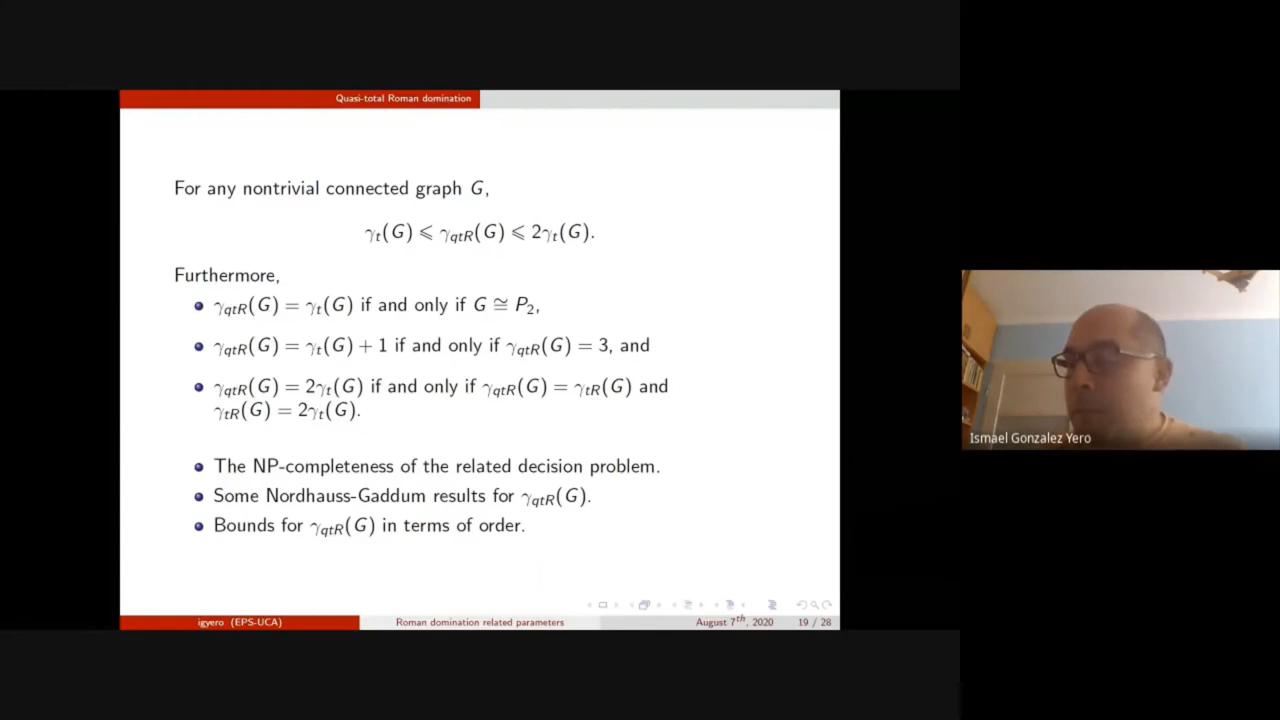 Quasi-total Roman domination
For any nontrivial connected graph G,
γₜ(G) ⩽ γqtR(G) ⩽ 2γₜ(G).
Furthermore,
γqtR(G) = γₜ(G) if and only if G ≅ P₂,
γqtR(G) = γₜ(G) + 1 if and only if γqtR(G) = 3, and
γqtR(G) = 2γₜ(G) if and only if γqtR(G) = γtR(G) and
γtR(G) = 2γₜ(G).
The NP-completeness of the related decision problem.
Some Nordhauss-Gaddum results for γqtR(G).
Bounds for γqtR(G) in terms of order.
igyero (EPS-UCA) Roman domination related parameters August 7th, 2020 19 / 28
Ismael Gonzalez Yero